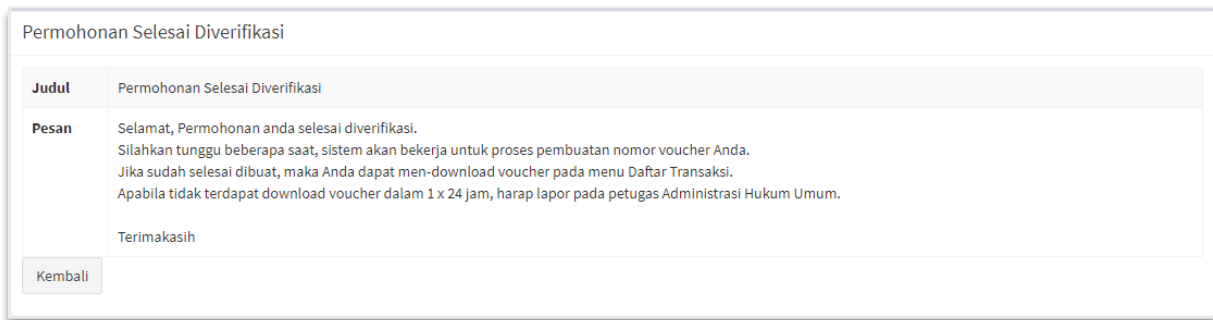 Permohonan Selesai Diverifikasi
Judul Permohonan Selesai Diverifikasi
Pesan Selamat, Permohonan anda selesai diverifikasi.
Silahkan tunggu beberapa saat, sistem akan bekerja untuk proses pembuatan nomor voucher Anda.
Jika sudah selesai dibuat, maka Anda dapat men-download voucher pada menu Daftar Transaksi.
Apabila tidak terdapat download voucher dalam 1 x 24 jam, harap lapor pada petugas Administrasi Hukum Umum.
Terimakasih
Kembali